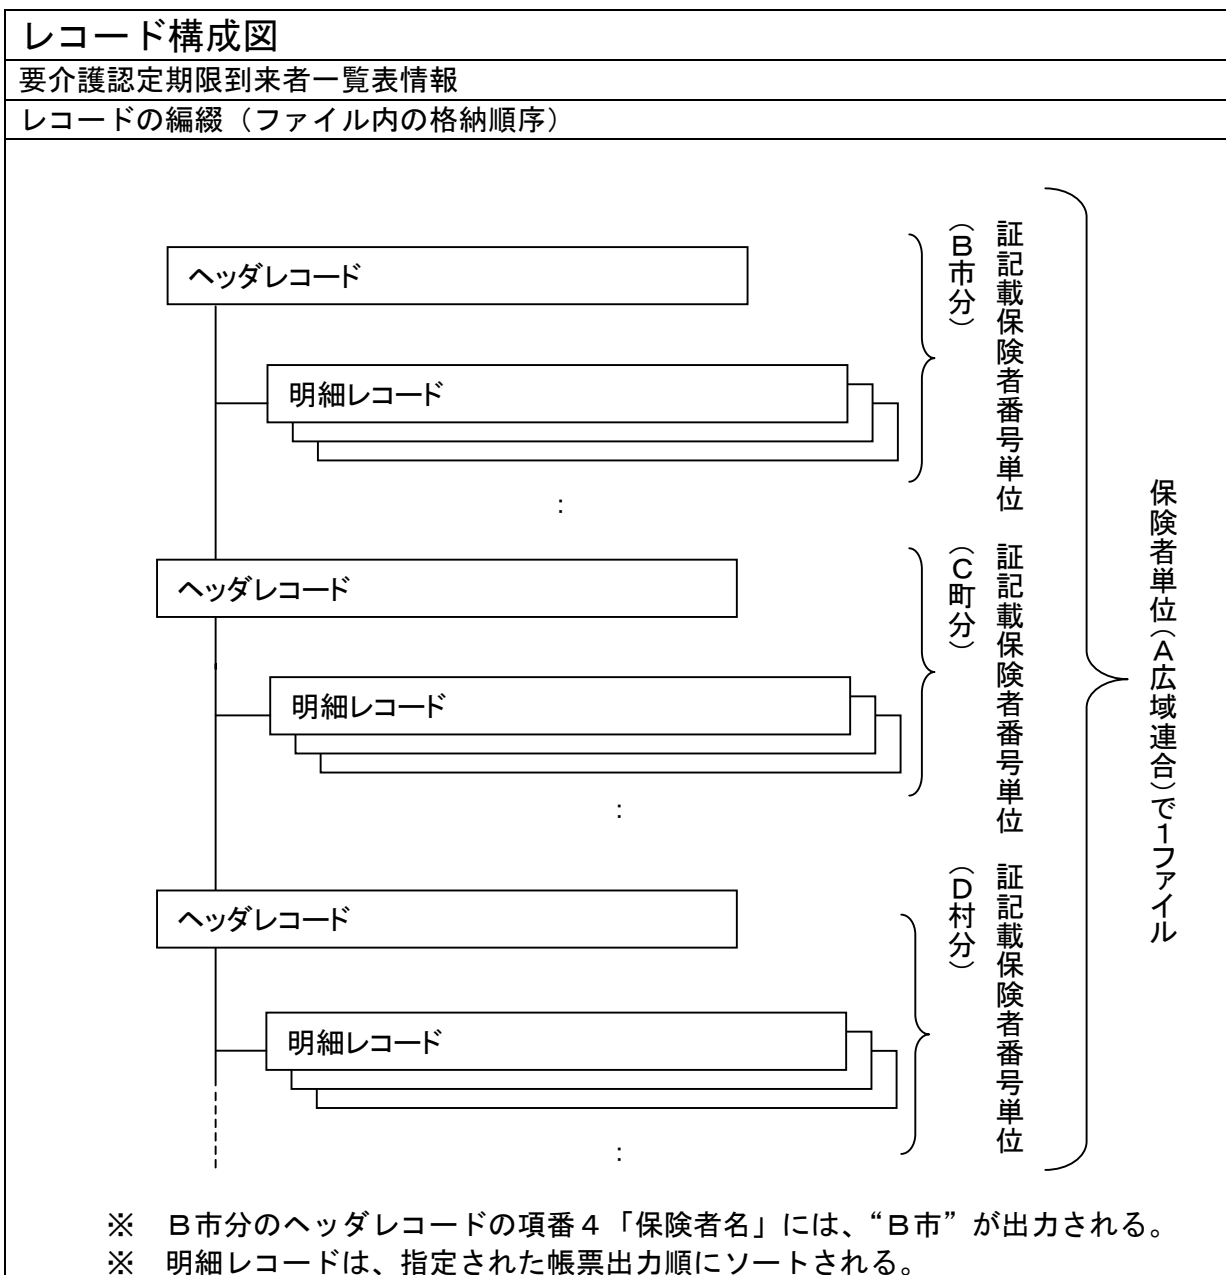 レコード構成図
要介護認定期限到来者一覧表情報
レコードの編綴（ファイル内の格納順序）
ヘッダレコード
明細レコード
：
証記載保険者番号単位
（Ｂ市分）
ヘッダレコード
明細レコード
：
証記載保険者番号単位
（Ｃ町分）
ヘッダレコード
明細レコード
：
証記載保険者番号単位
（Ｄ村分）
保険者単位（Ａ広域連合）で１ファイル
※　Ｂ市分のヘッダレコードの項番４「保険者名」には、“Ｂ市”が出力される。
※　明細レコードは、指定された帳票出力順にソートされる。